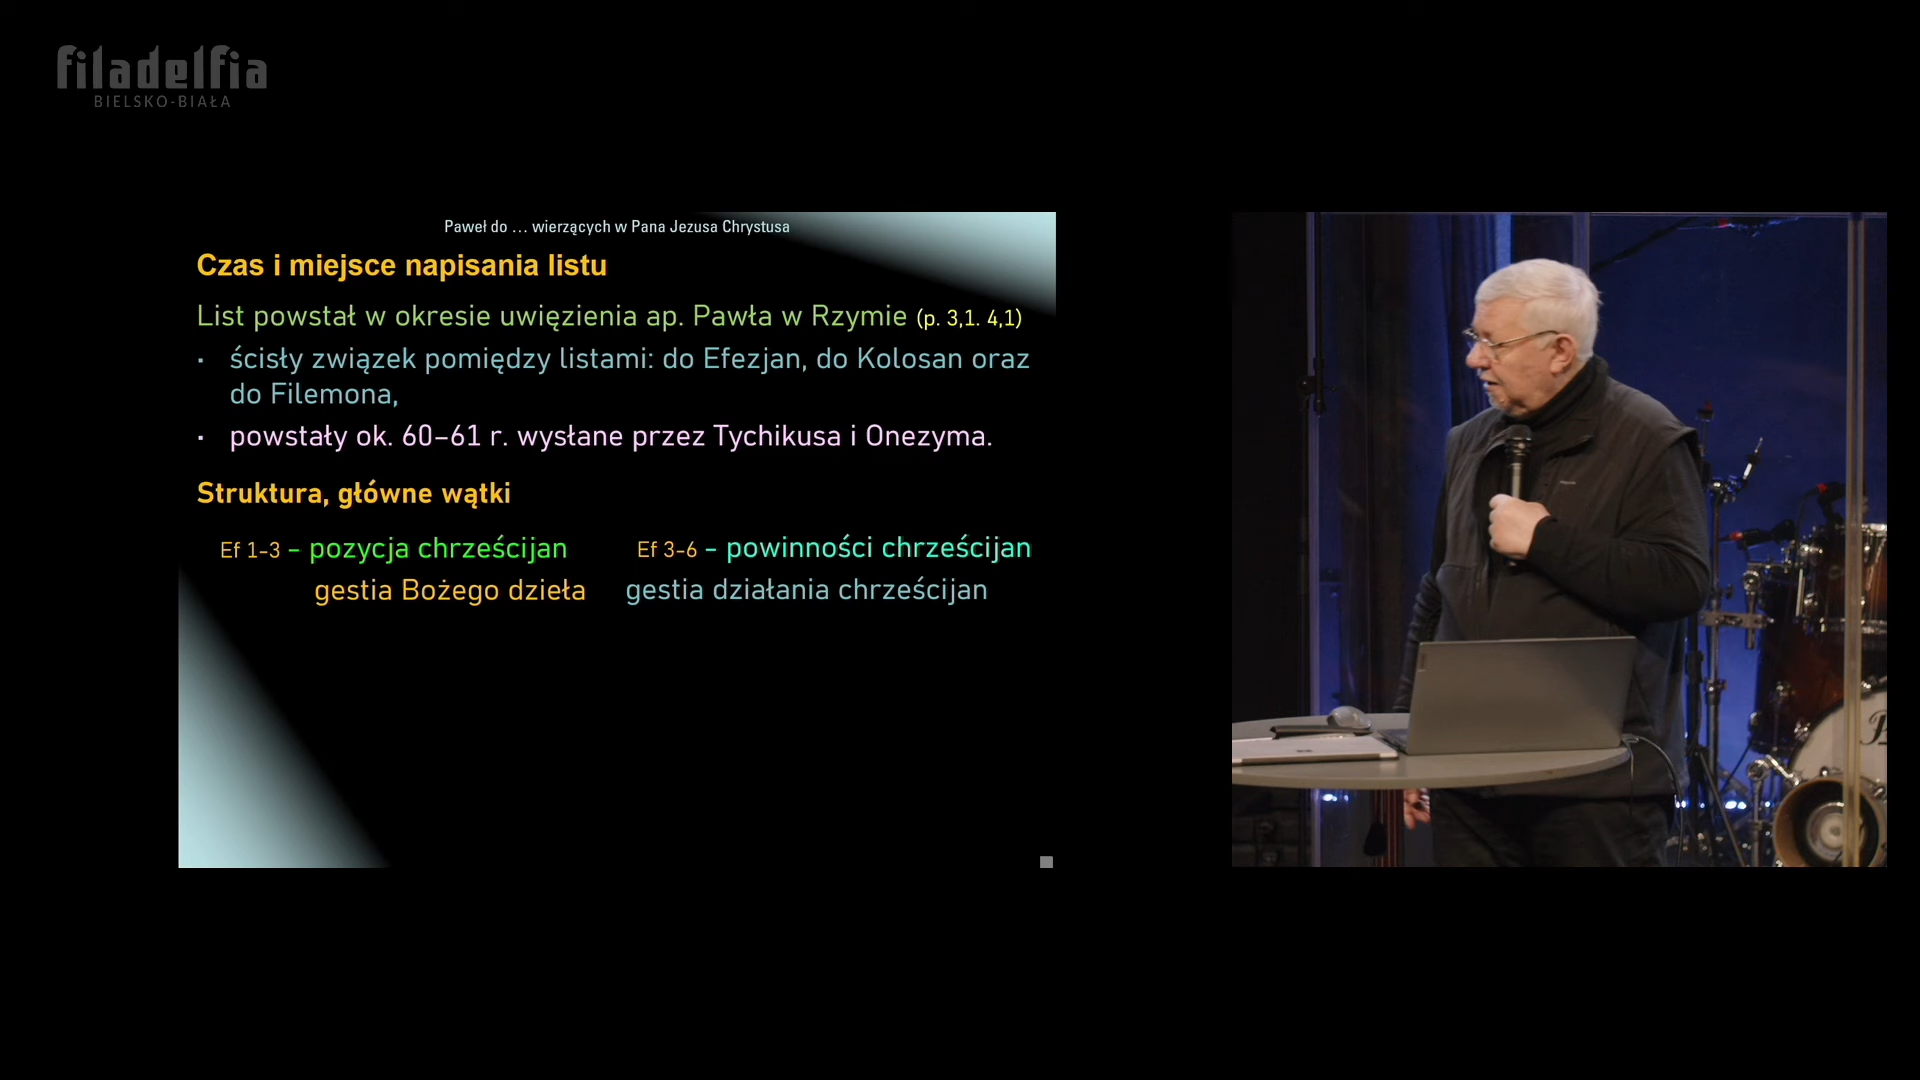 filadelfia
BIELSKO-BIAŁA
Paweł do … wierzących w Pana Jezusa Chrystusa
Czas i miejsce napisania listu
List powstał w okresie uwięzienia ap. Pawła w Rzymie (p. 3,1. 4,1)
· ścisły związek pomiędzy listami: do Efezjan, do Kolosan oraz
do Filemona,
· powstały ok. 60–61 r. wysłane przez Tychikusa i Onezyma.
Struktura, główne wątki
Ef 1-3 – pozycja chrześcijan Ef 3-6 – powinności chrześcijan
gestia Bożego dzieła gestia działania chrześcijan